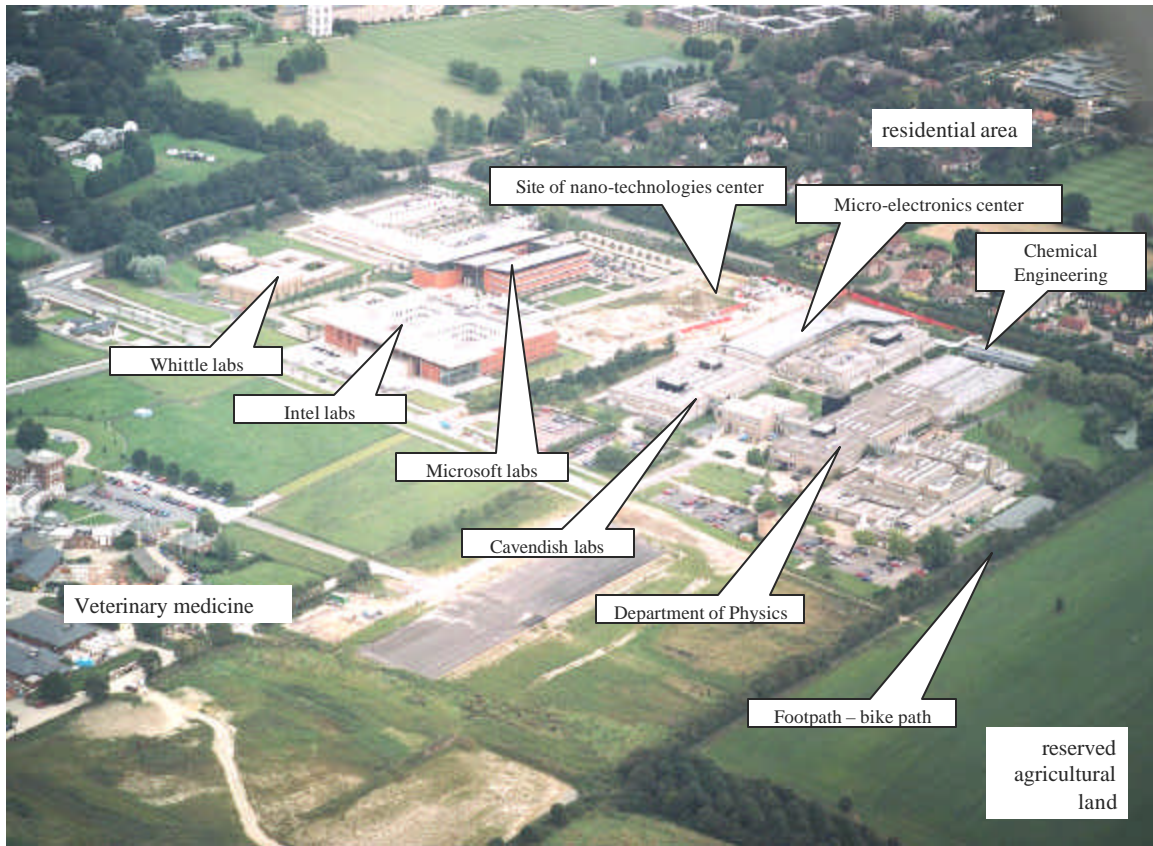 residential area
Site of nano-technologies center
Micro-electronics center
Chemical
Engineering
Whittle labs
Intel labs
Microsoft labs
Cavendish labs
Veterinary medicine
Department of Physics
Footpath – bike path
reserved
agricultural
land